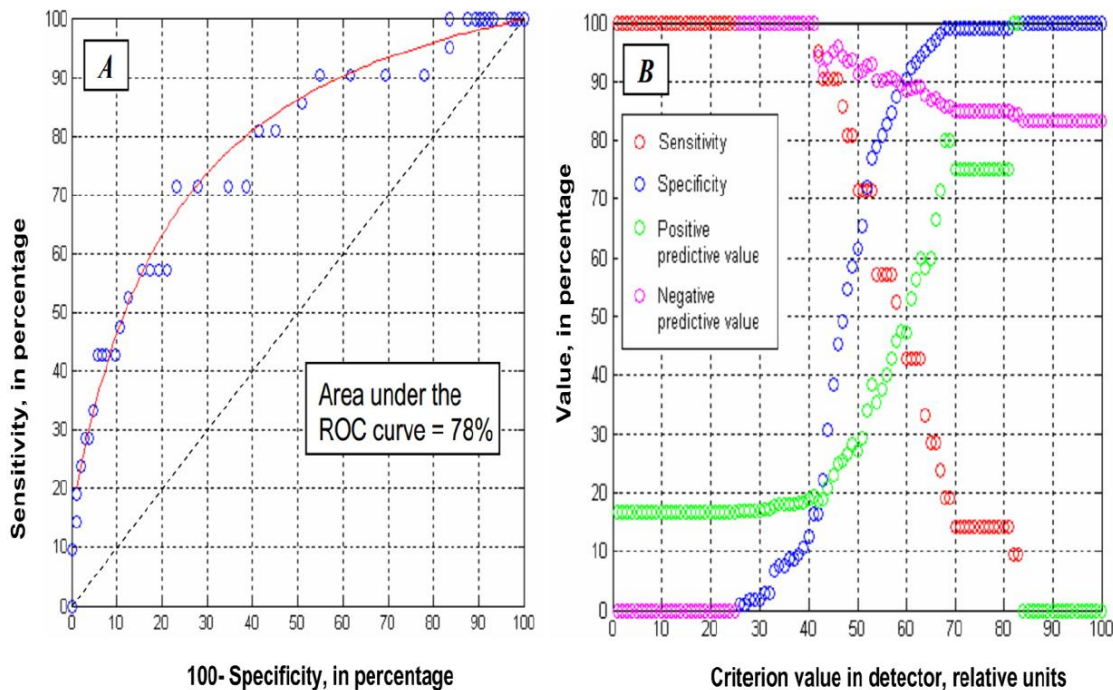 A
100
90
80
70
60
50
40
30
20
10
0
Sensitivity, in percentage
Area under the
ROC curve = 78%
0 10 20 30 40 50 60 70 80 90 100
100- Specificity, in percentage
B
100
90
80
70
60
50
40
30
20
10
0
Value, in percentage
Sensitivity
Specificity
Positive
predictive value
Negative
predictive value
0 10 20 30 40 50 60 70 80 90 100
Criterion value in detector, relative units